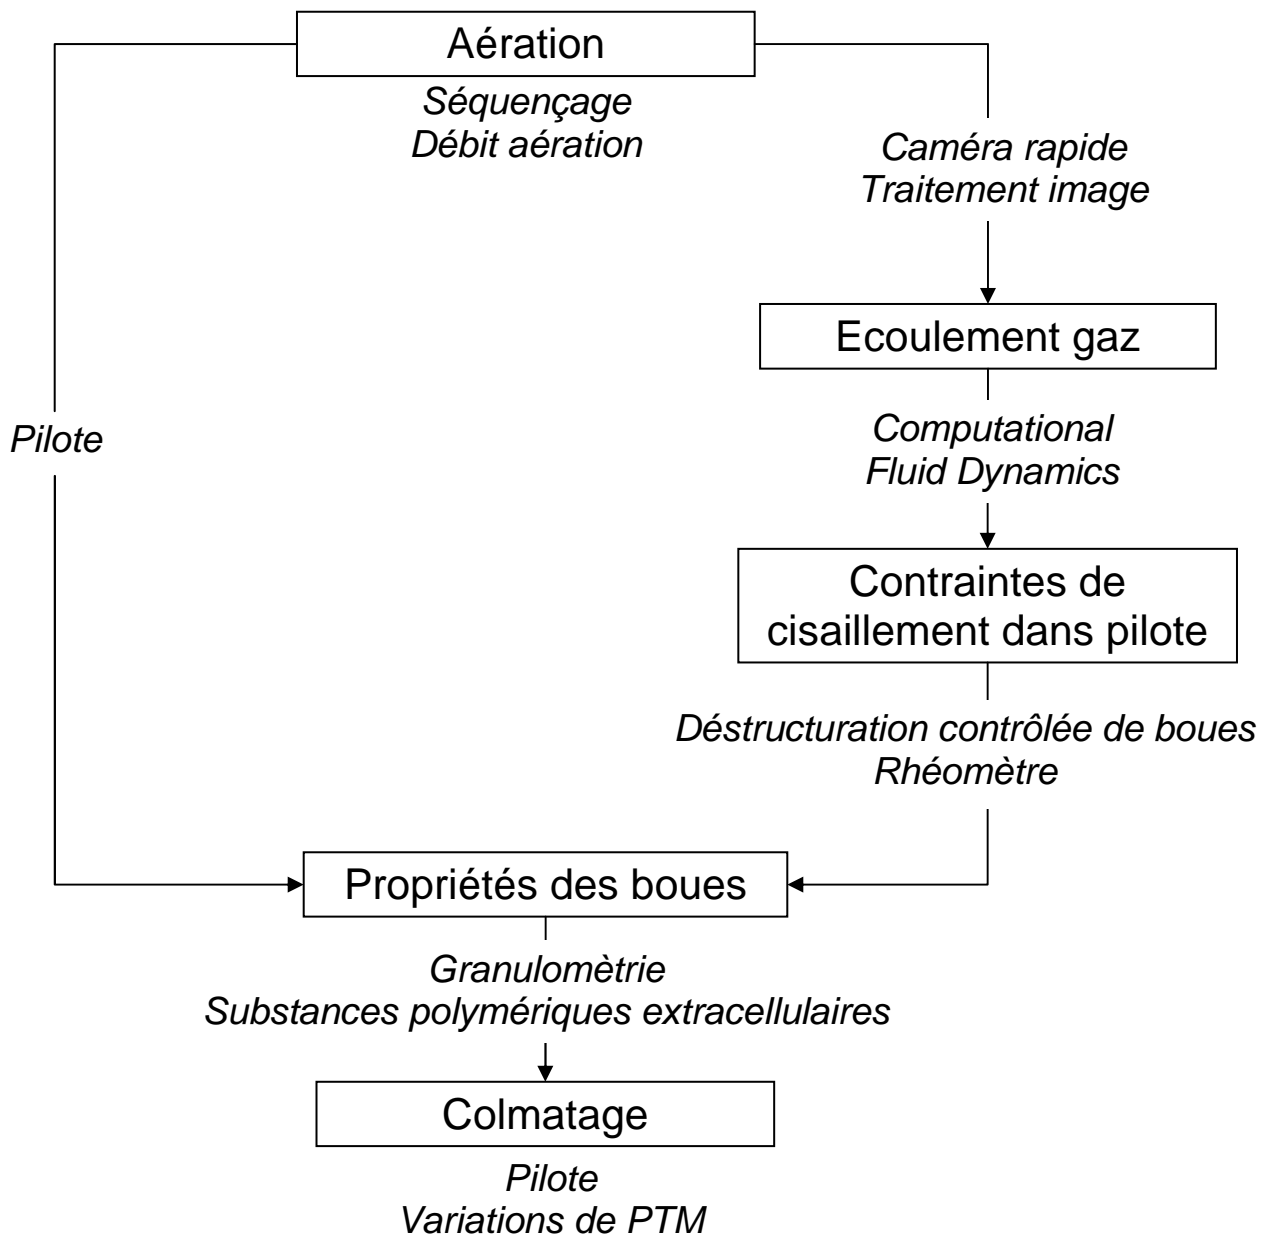 Aération
Séquençage
Débit aération
Caméra rapide
Traitement image
Ecoulement gaz
Computational
Fluid Dynamics
Pilote
Contraintes de
cisaillement dans pilote
Déstructuration contrôlée de boues
Rhéomètre
Propriétés des boues
Granulomètrie
Substances polymériques extracellulaires
Colmatage
Pilote
Variations de PTM